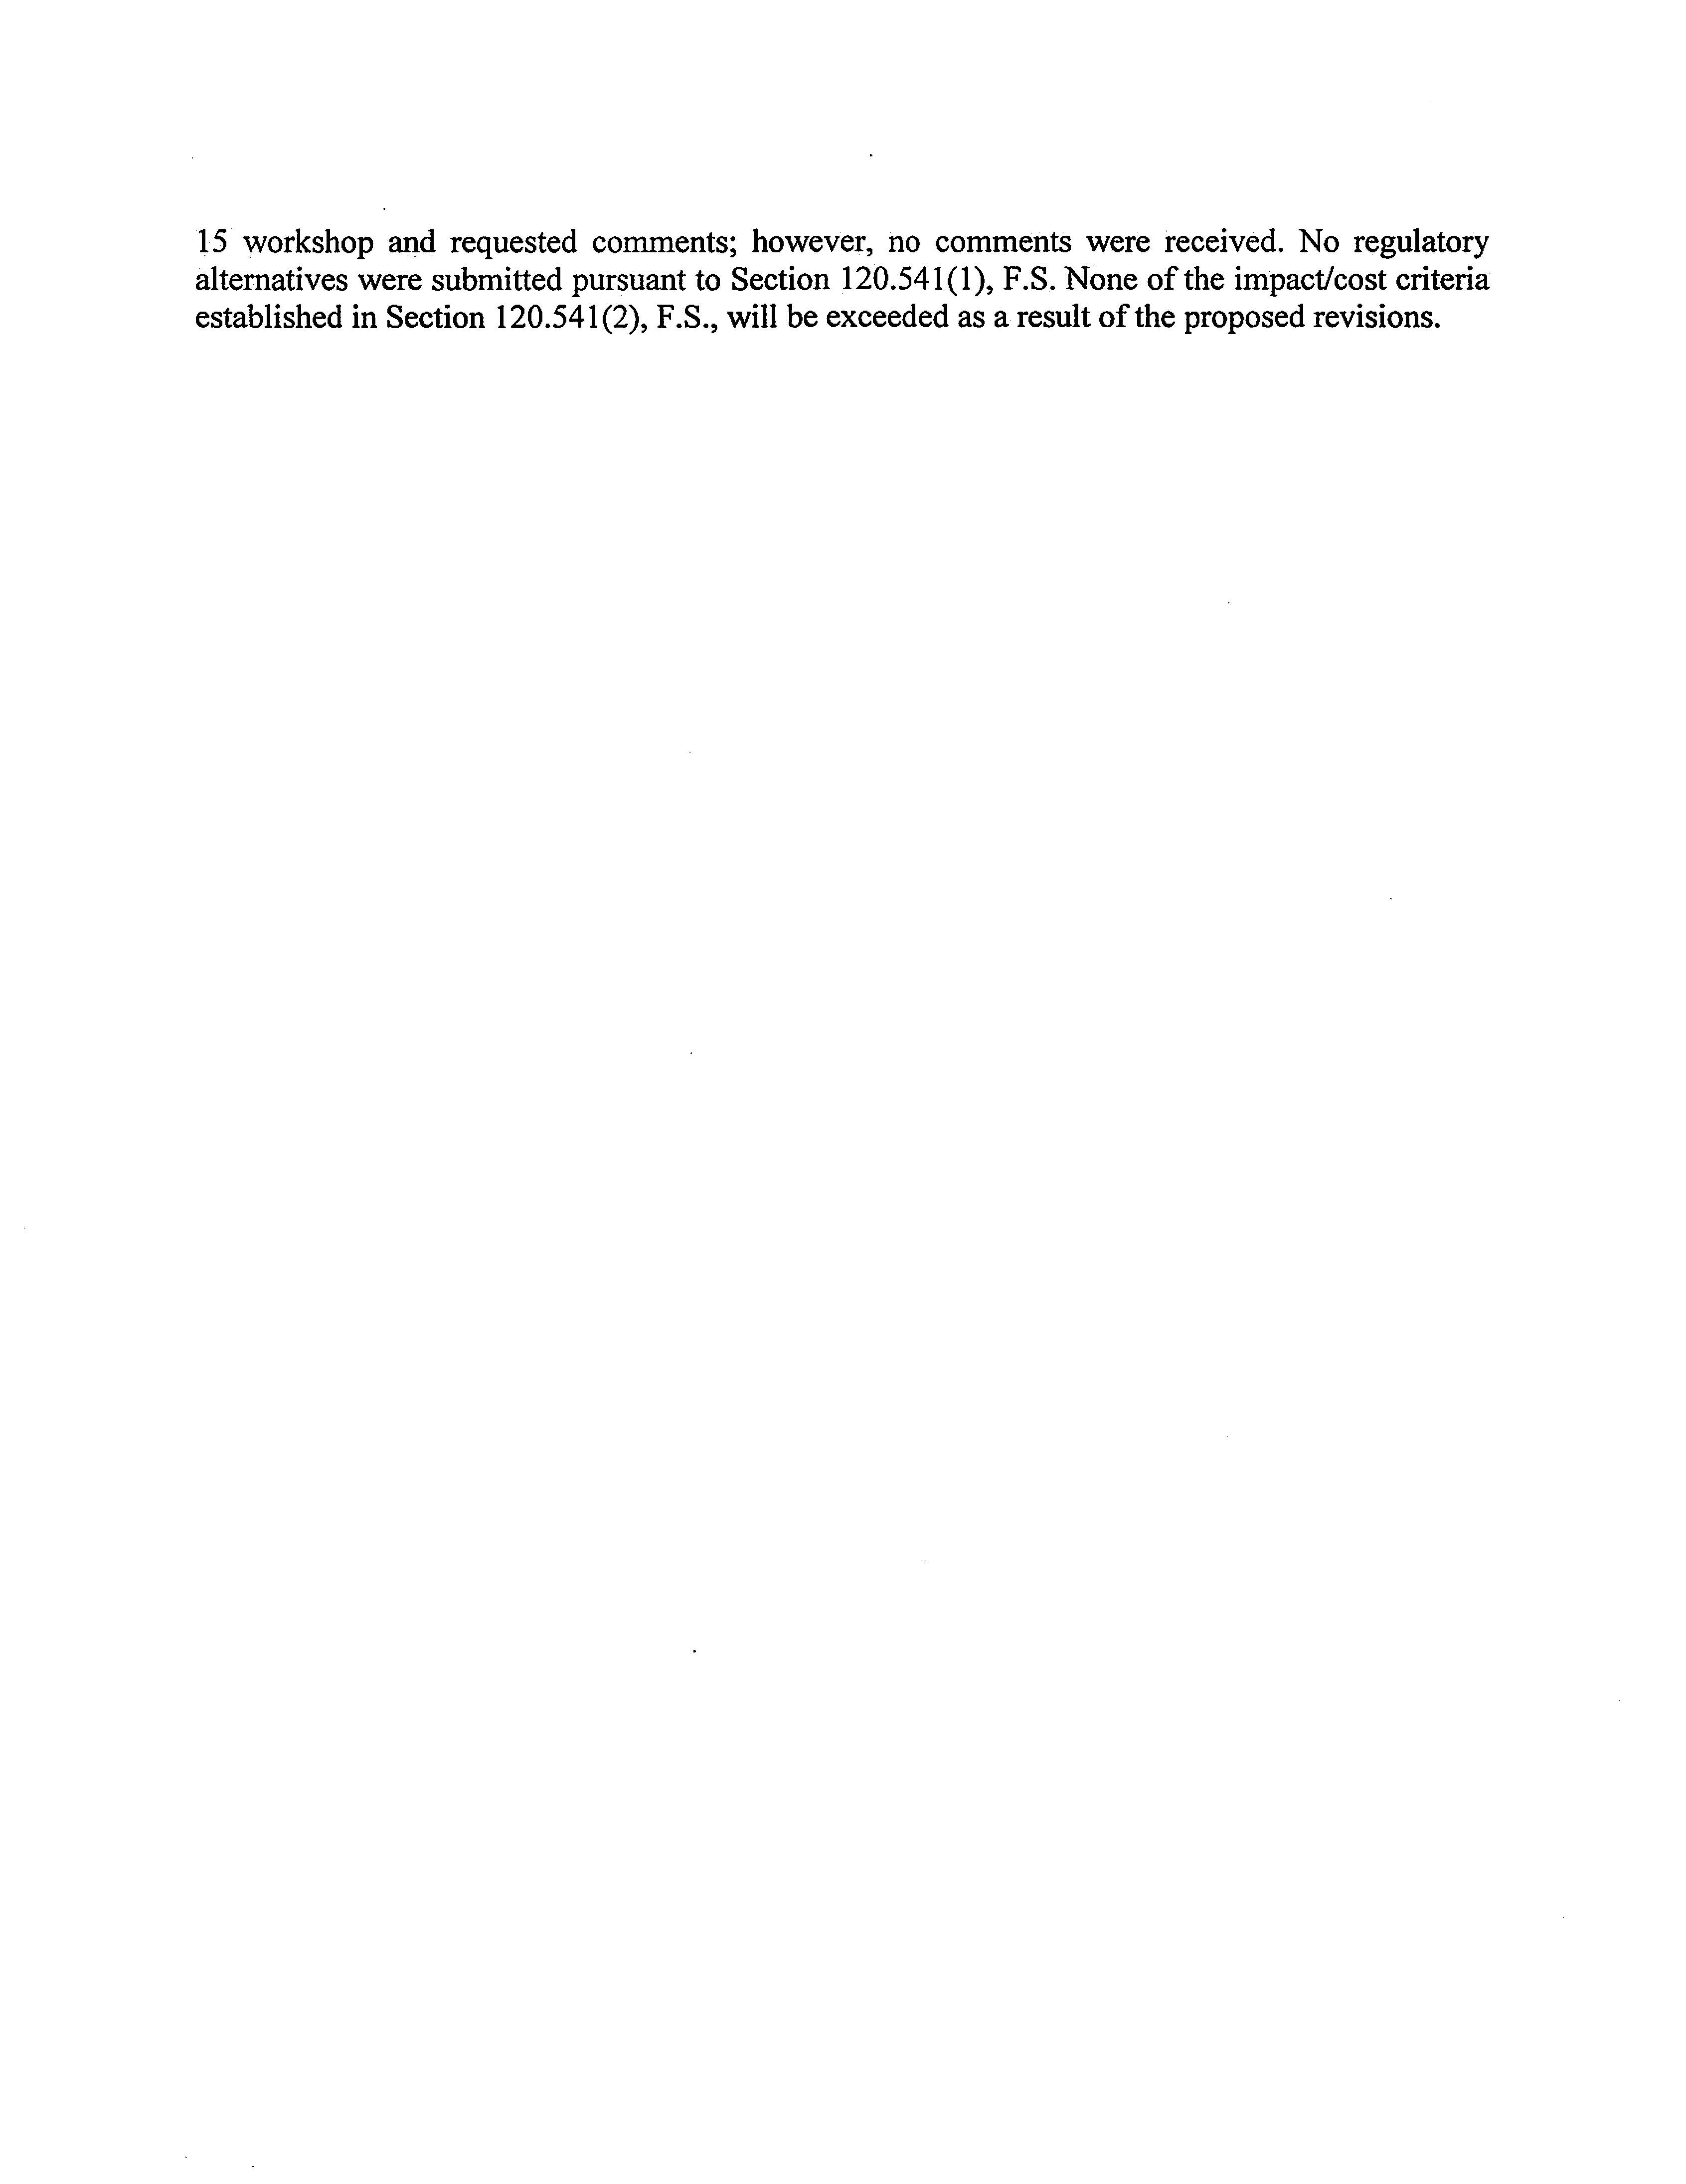 15 workshop and requested comments; however, no comments were received. No regulatory
alternatives were submitted pursuant to Section 120.541(1), F.S. None of the impact/cost criteria
established in Section 120.541(2), F.S., will be exceeded as a result of the proposed revisions.